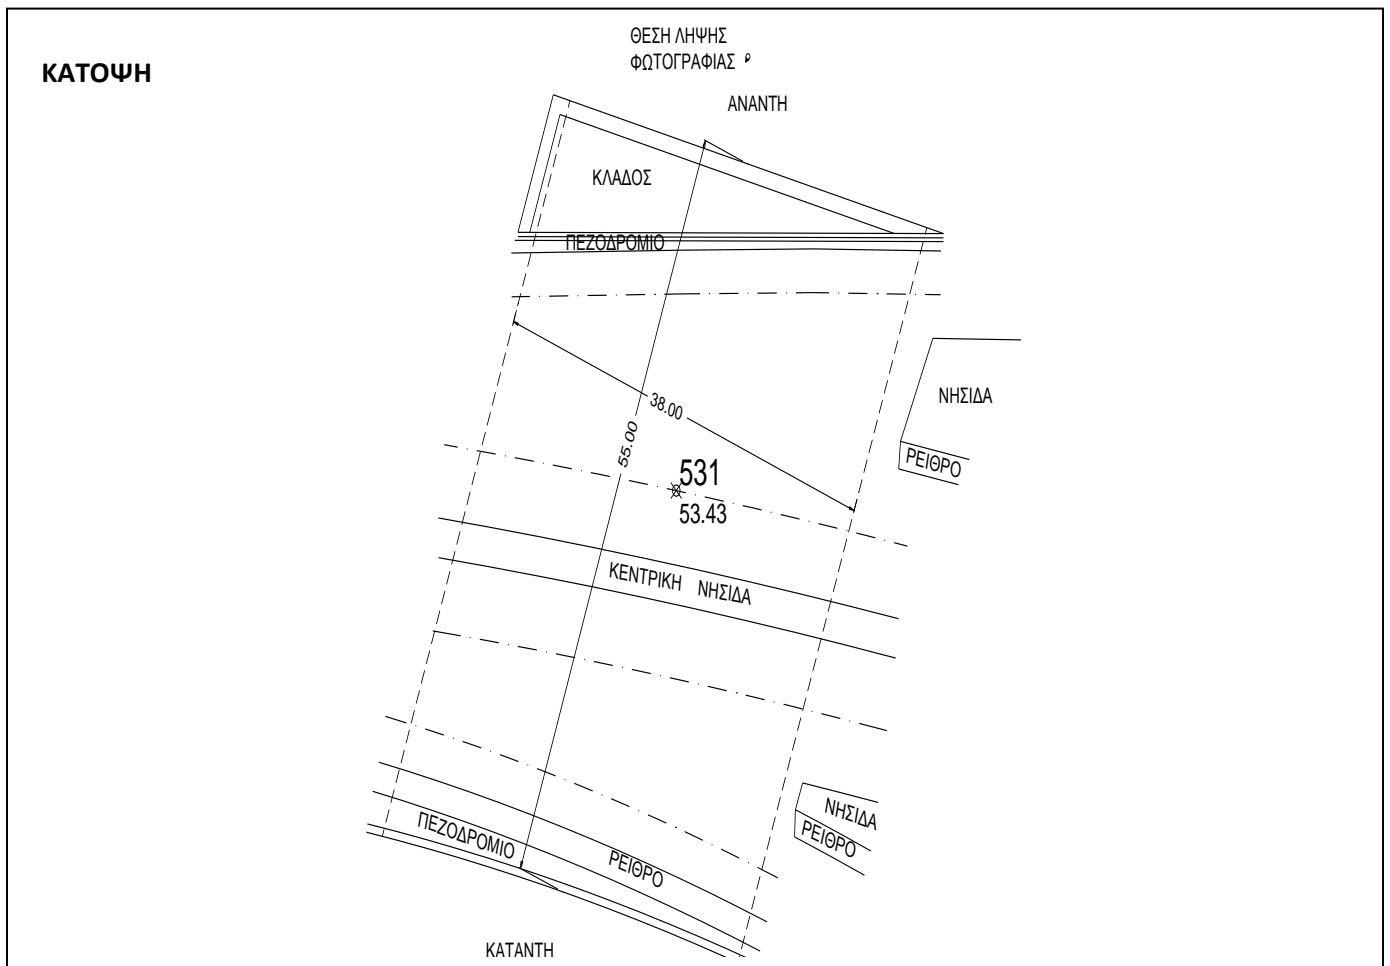 ΘΕΣΗ ΛΗΨΗΣ
ΦΩΤΟΓΡΑΦΙΑΣ
ΚΑΤΟΨΗ
ΑΝΑΝΤΗ
ΚΛΑΔΟΣ
ΠΕΖΟΔΡΟΜΙΟ
ΝΗΣΙΔΑ
38.00
55.00
ΡΕΙΘΡΟ
531
53.43
ΚΕΝΤΡΙΚΗ ΝΗΣΙΔΑ
ΝΗΣΙΔΑ
ΡΕΙΘΡΟ
ΠΕΖΟΔΡΟΜΙΟ
ΡΕΙΘΡΟ
ΚΑΤΑΝΤΗ